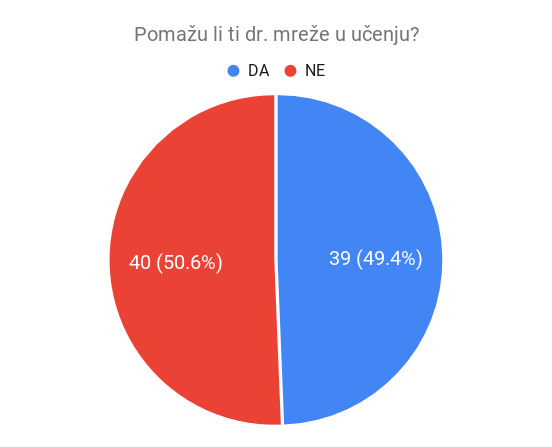 Pomažu li ti dr. mreže u učenju?
DA NE
40 (50.6%) 39 (49.4%)